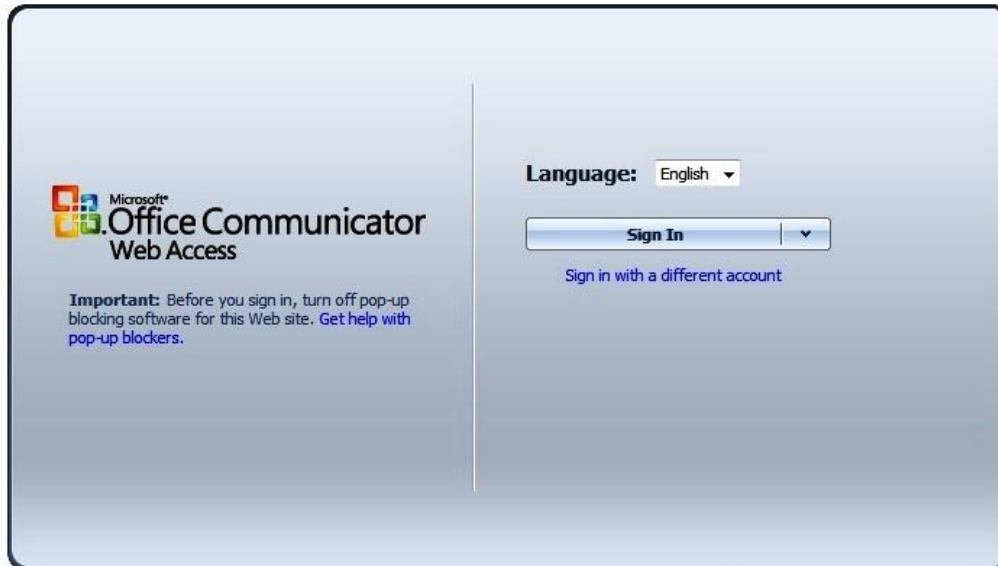 Microsoft®
Office Communicator
Web Access
Important: Before you sign in, turn off pop-up
blocking software for this Web site. Get help with
pop-up blockers.
Language: English
Sign In
Sign in with a different account